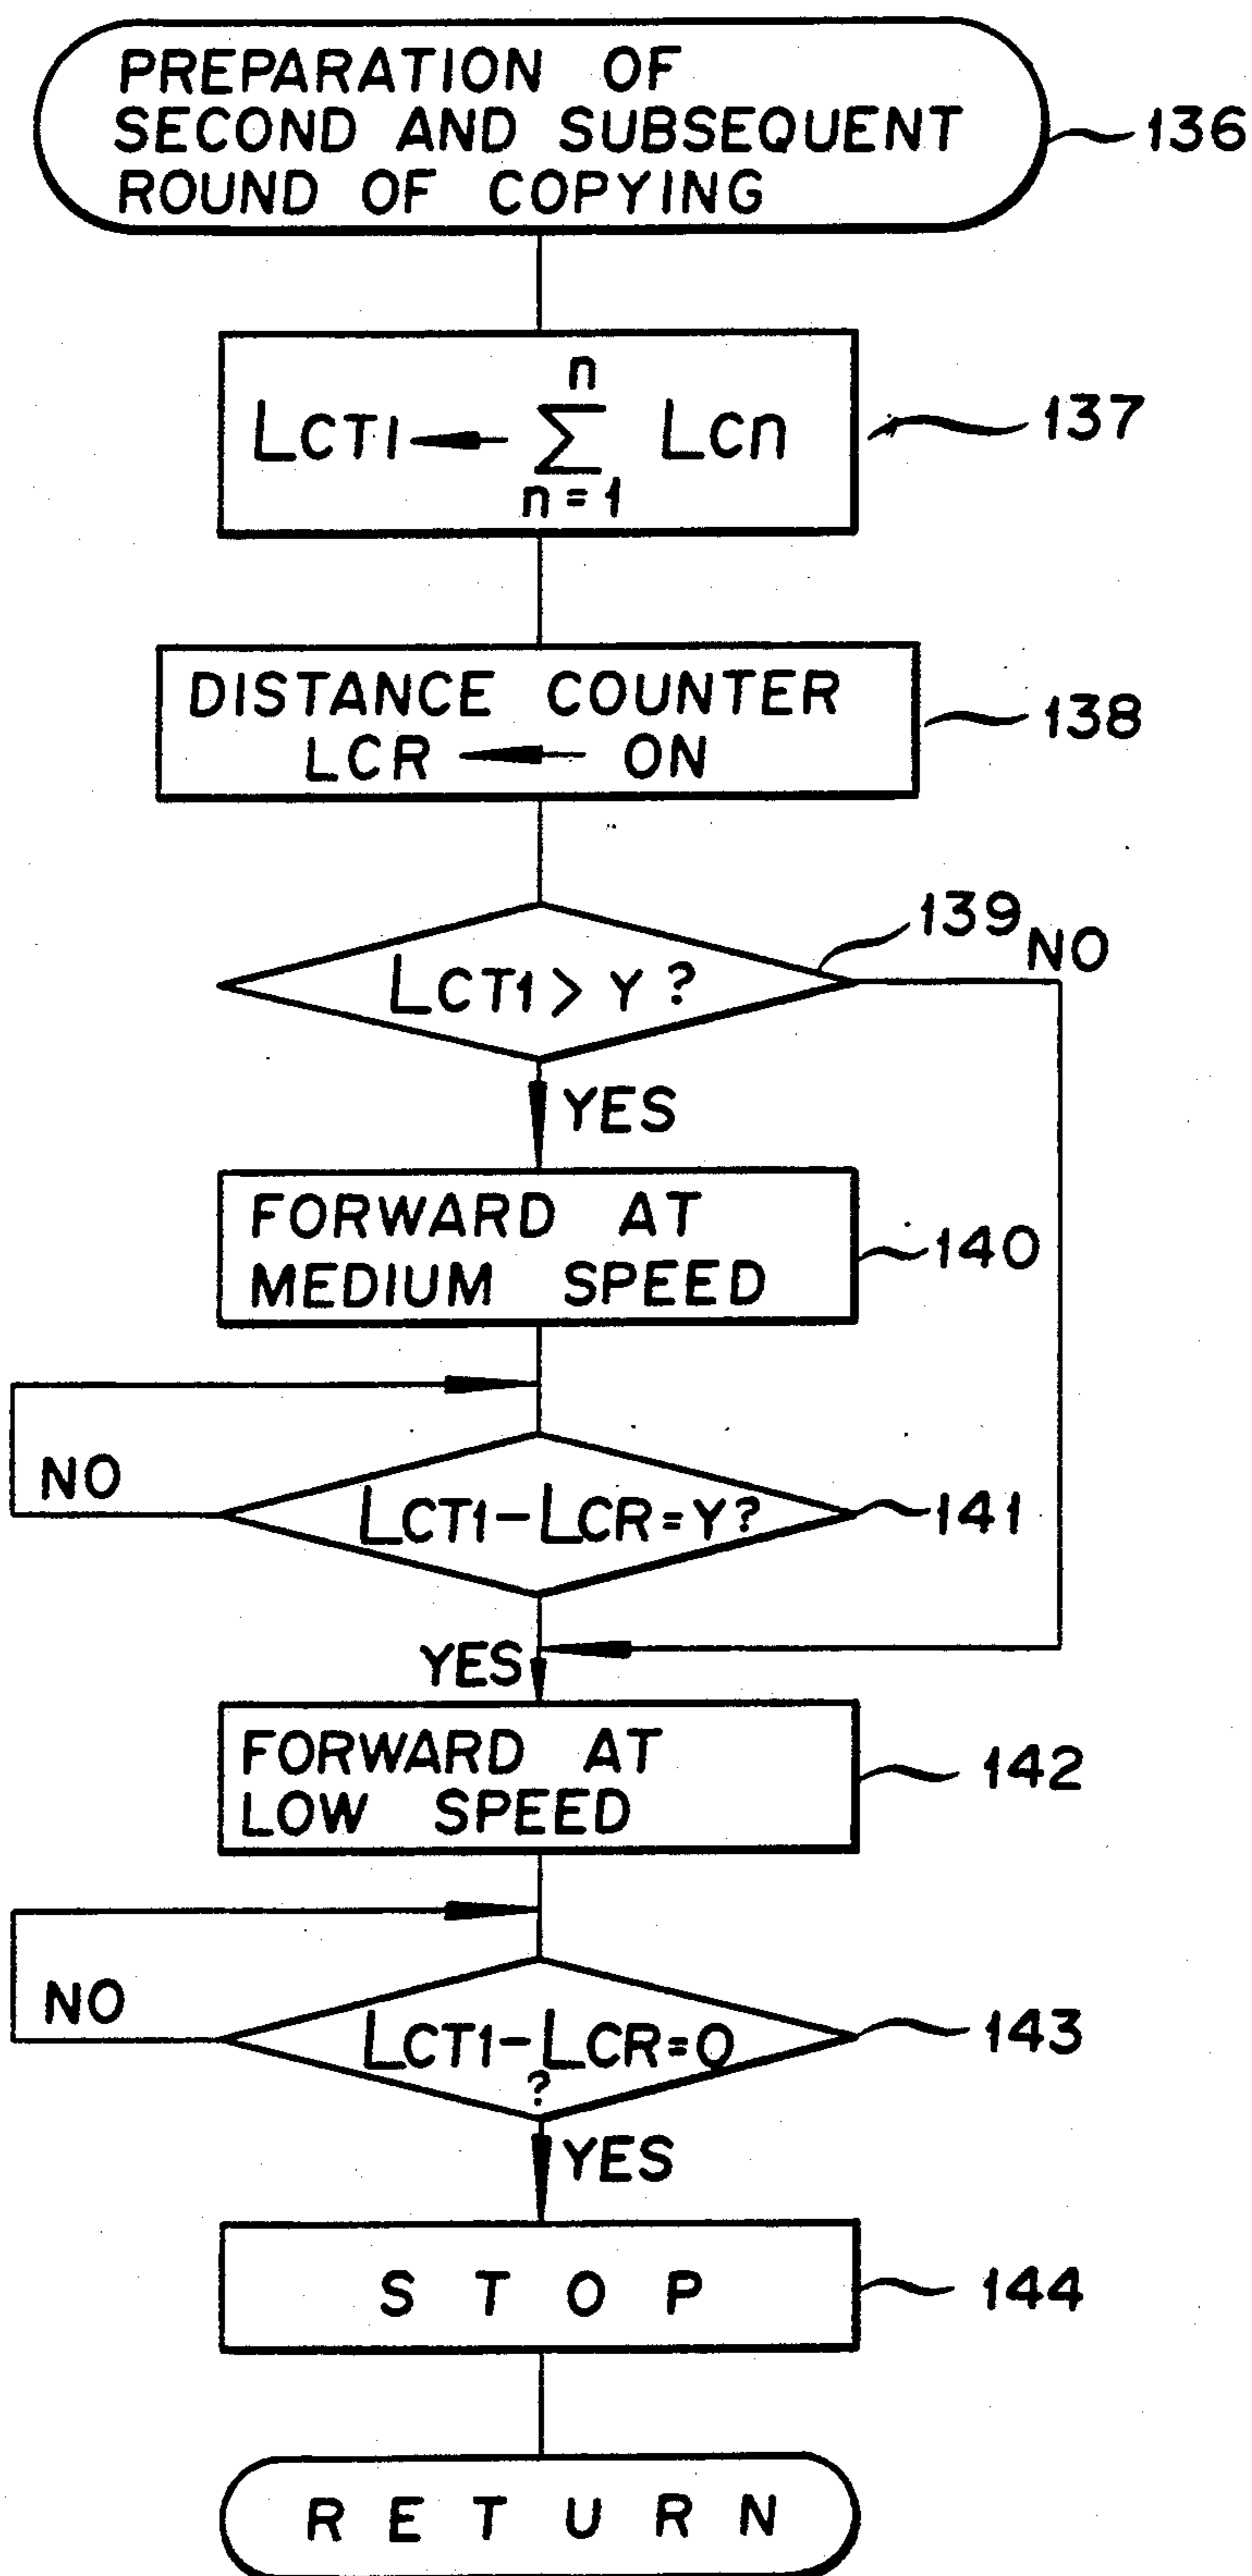 PREPARATION OF
SECOND AND SUBSEQUENT
ROUND OF COPYING
136
n
LCT1 ← ∑ LCn
n=1
137
DISTANCE COUNTER
LCR ← ON
138
139
NO
LCT1 > Y ?
YES
FORWARD AT
MEDIUM SPEED
140
NO
LCT1-LCR=Y?
141
YES
FORWARD AT
LOW SPEED
142
NO
LCT1-LCR=0
?
143
YES
STOP
144
RETURN